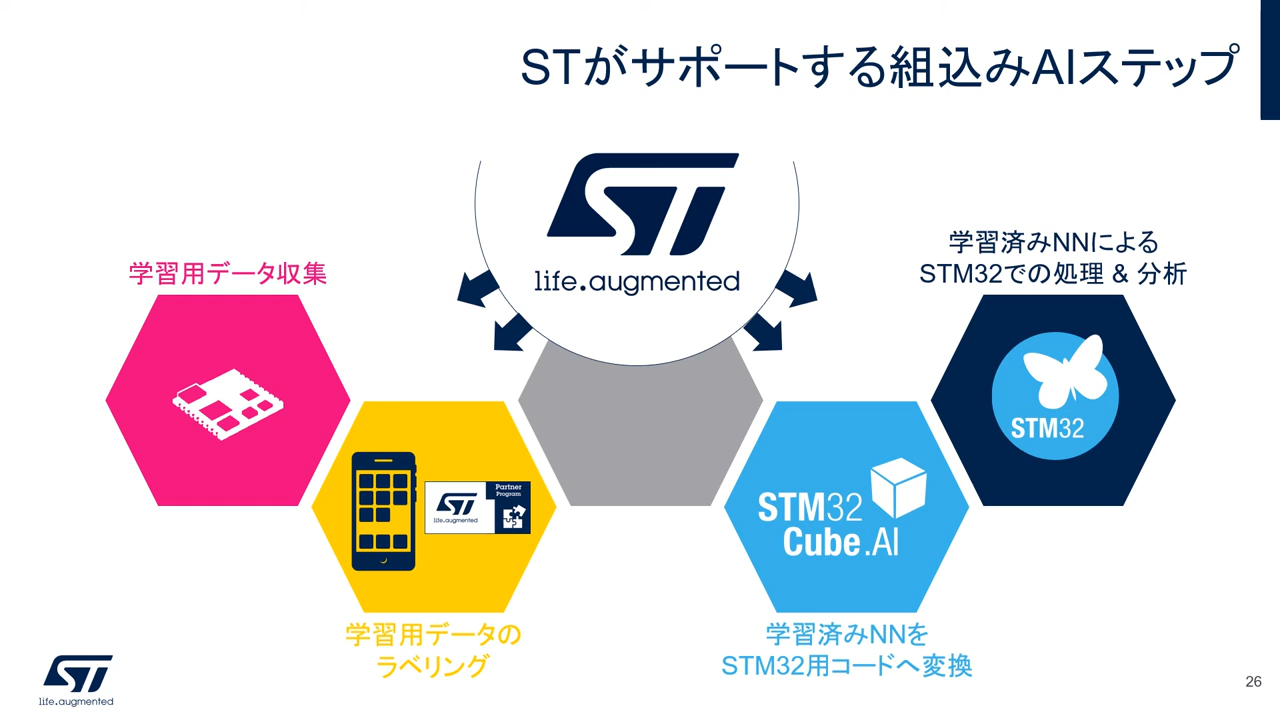 STがサポートする組込みAIステップ
ST
life.augmented
学習用データ収集
学習済みNNによる
STM32での処理 & 分析
STM32
ST
life.augmented
Partner
Program
STM32
Cube.AI
学習用データの
ラベリング
学習済みNNを
STM32用コードへ変換
ST
life.augmented
26